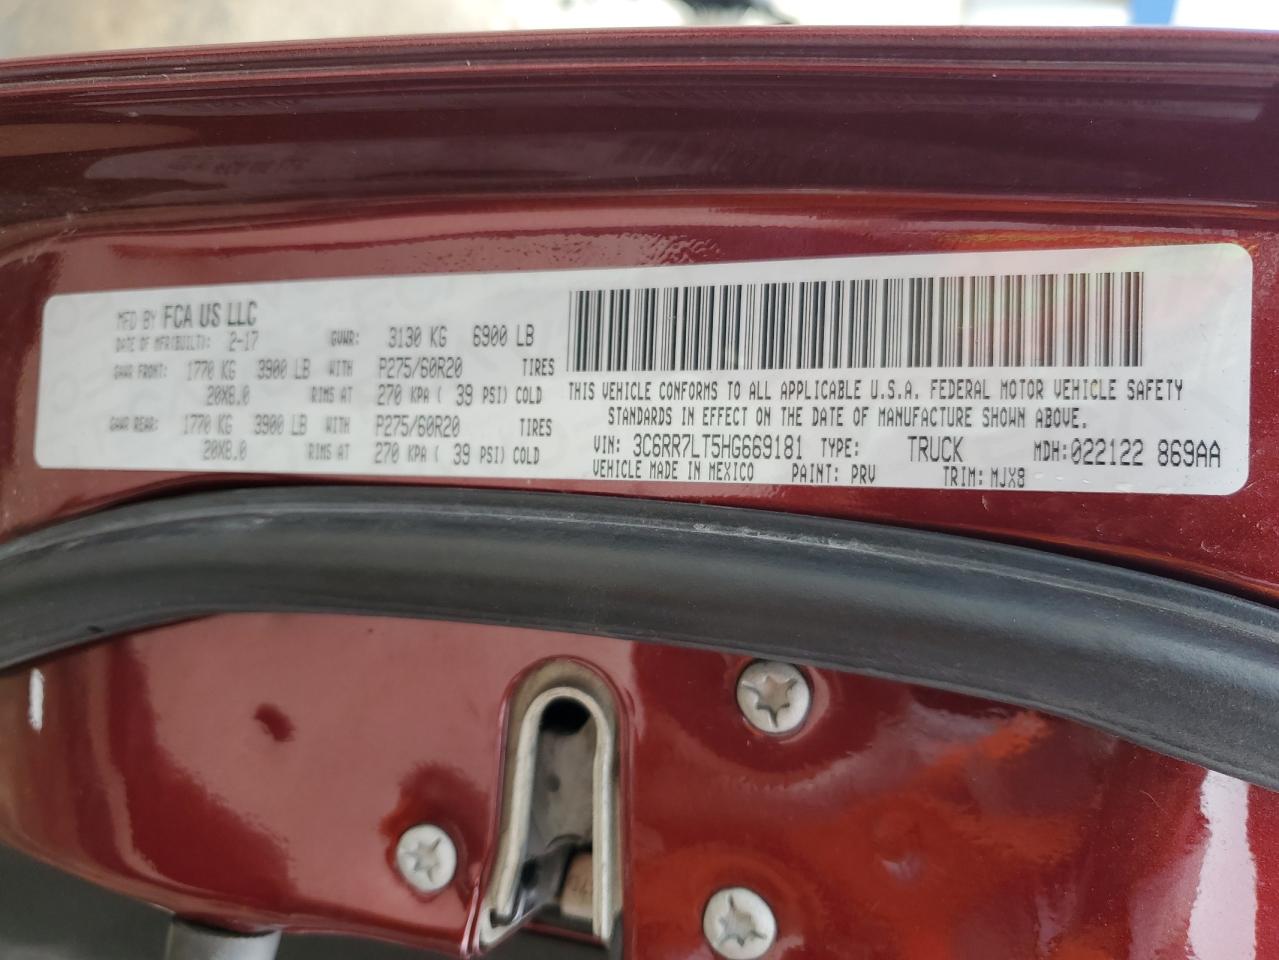 MFD BY FCA US LLC
DATE OF MFR(BUILT): 2-17 GVWR: 3130 KG 6900 LB
GAWR FRONT: 1770 KG 3900 LB WITH P275/60R20 TIRES
20X8.0 RIMS AT 270 KPA ( 39 PSI) COLD
GAWR REAR: 1770 KG 3900 LB WITH P275/60R20 TIRES
20X8.0 RIMS AT 270 KPA ( 39 PSI) COLD
THIS VEHICLE CONFORMS TO ALL APPLICABLE U.S.A. FEDERAL MOTOR VEHICLE SAFETY
STANDARDS IN EFFECT ON THE DATE OF MANUFACTURE SHOWN ABOVE.
VIN: 3C6RR7LT5HG669181 TYPE: TRUCK MDH:022122 869AA
VEHICLE MADE IN MEXICO PAINT: PRV TRIM: MJX8